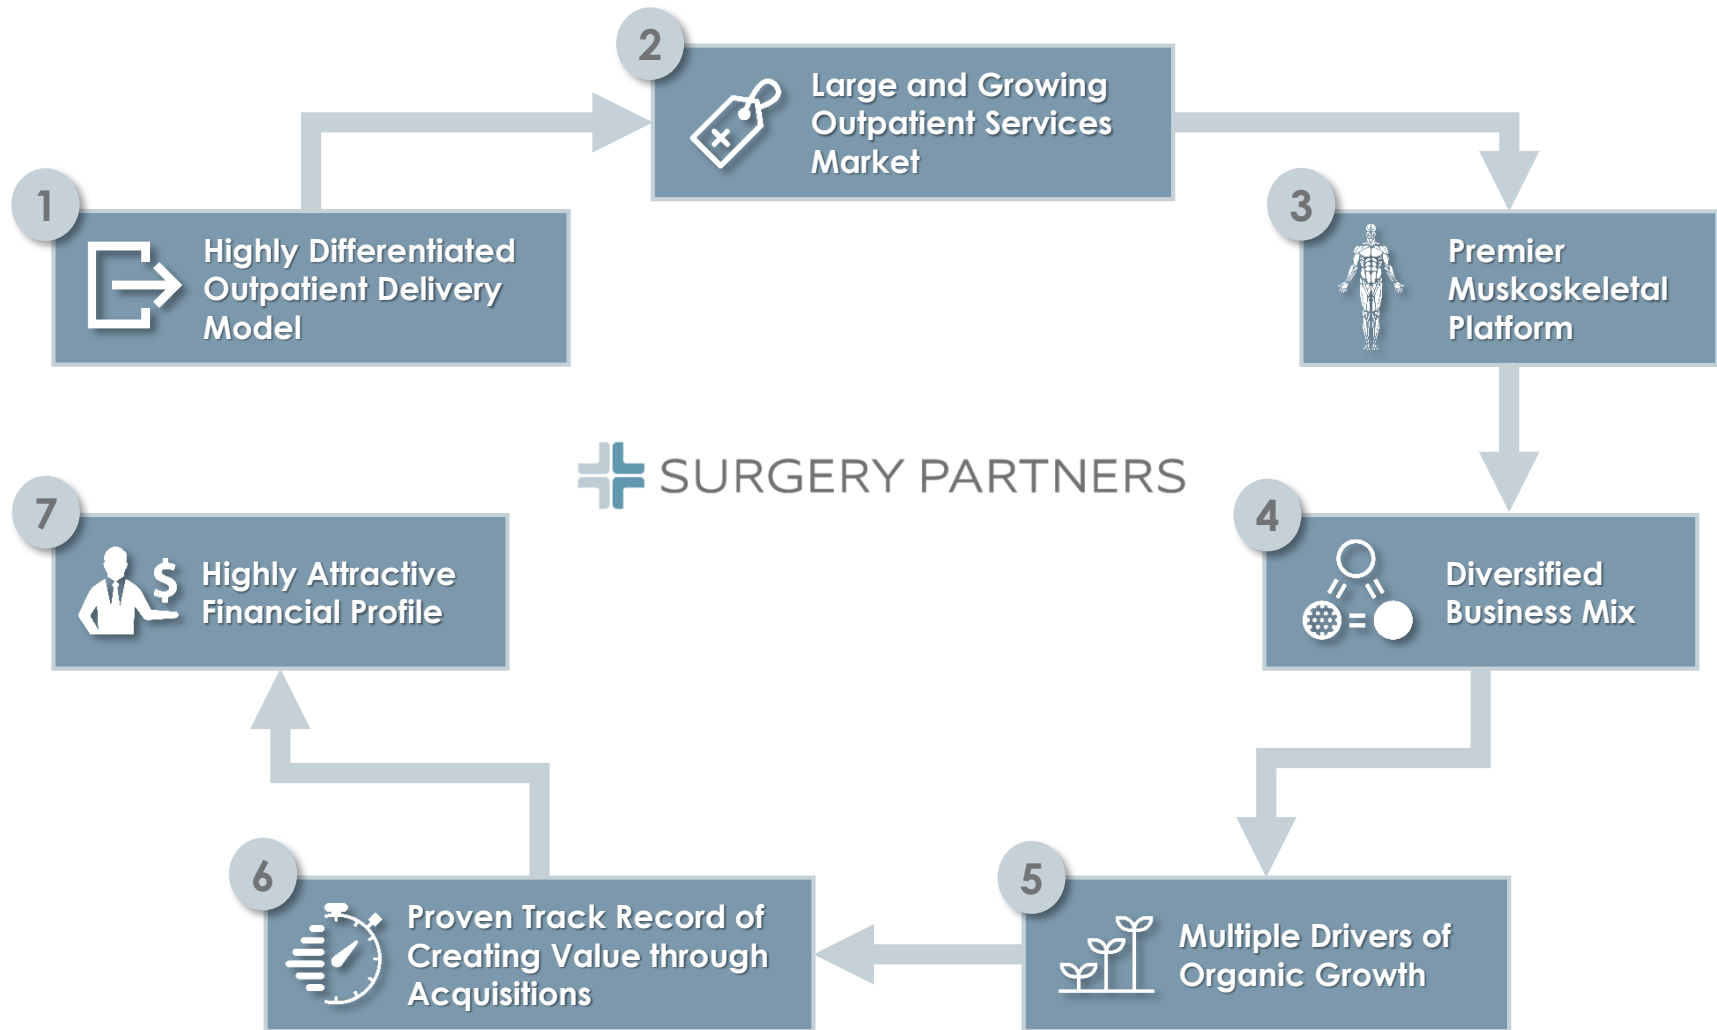 1
Highly Differentiated
Outpatient Delivery
Model
2
Large and Growing
Outpatient Services
Market
3
Premier
Muskoskeletal
Platform
SURGERY PARTNERS
4
Diversified
Business Mix
5
Multiple Drivers of
Organic Growth
6
Proven Track Record of
Creating Value through
Acquisitions
7
$
Highly Attractive
Financial Profile